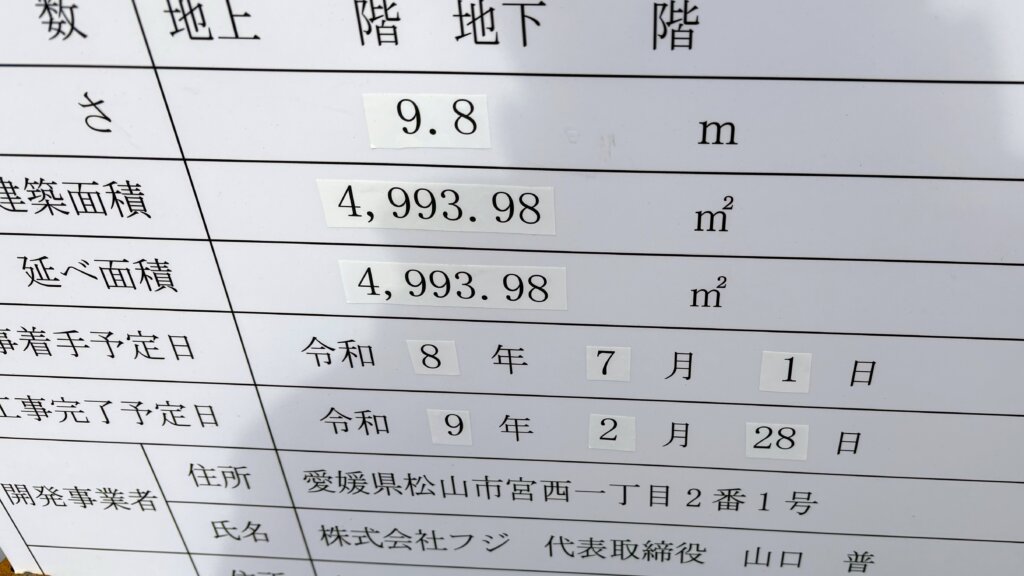 数 地上 階 地下 階
さ 9.8 m
建築面積 4,993.98 ㎡
延べ面積 4,993.98 ㎡
事着手予定日 令和 8 年 7 月 1 日
工事完了予定日 令和 9 年 2 月 28 日
開発事業者 住所 愛媛県松山市宮西一丁目2番1号
氏名 株式会社フジ 代表取締役 山口 普
住所